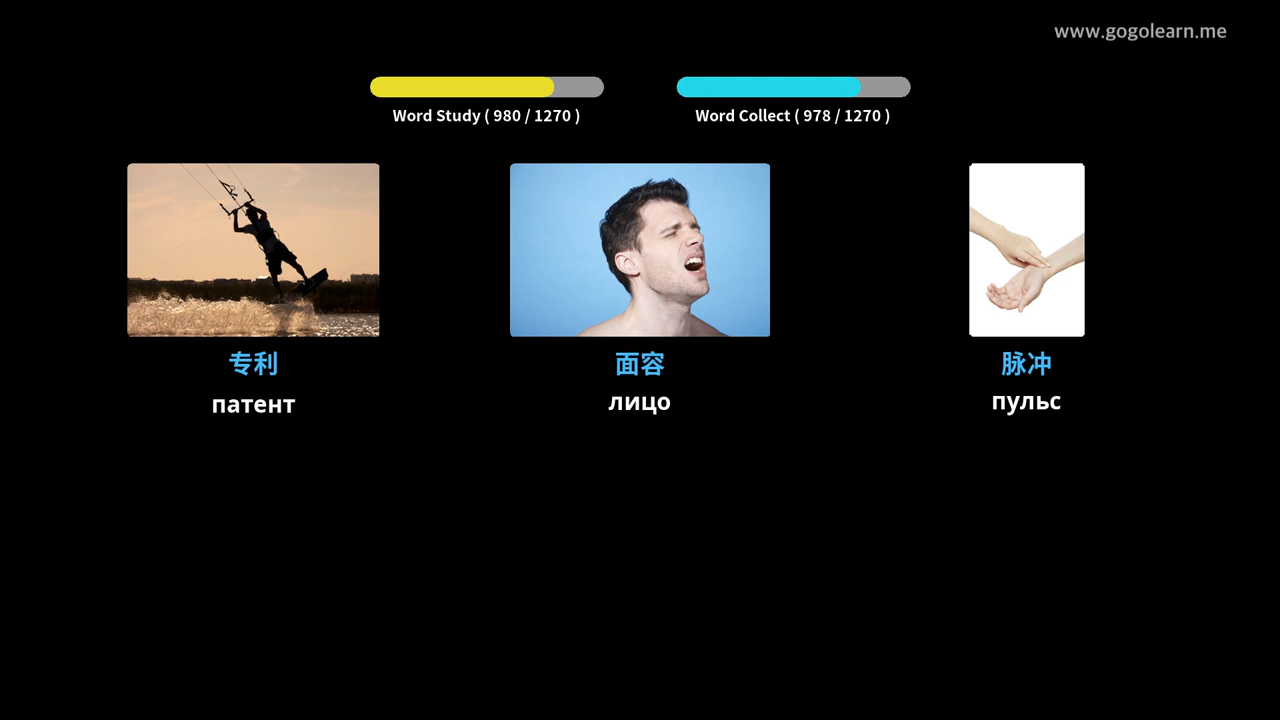 www.gogolearn.me
Word Study ( 980 / 1270 )
Word Collect ( 978 / 1270 )
专利
面容
脉冲
патент
лицо
пульс